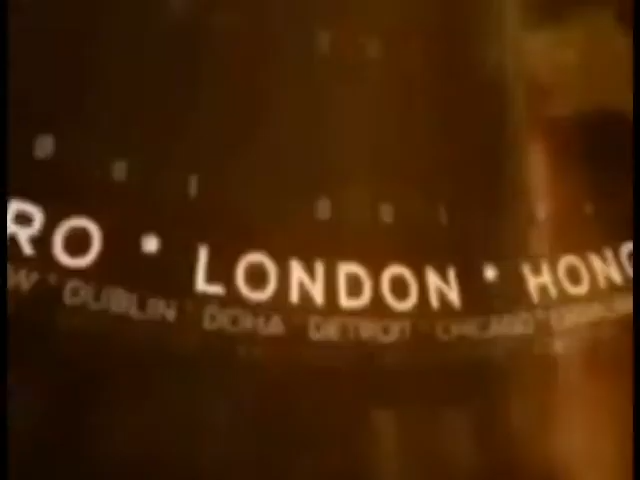 RO • LONDON • HONG
W DUBLIN DOHA DETROIT CHICAGO